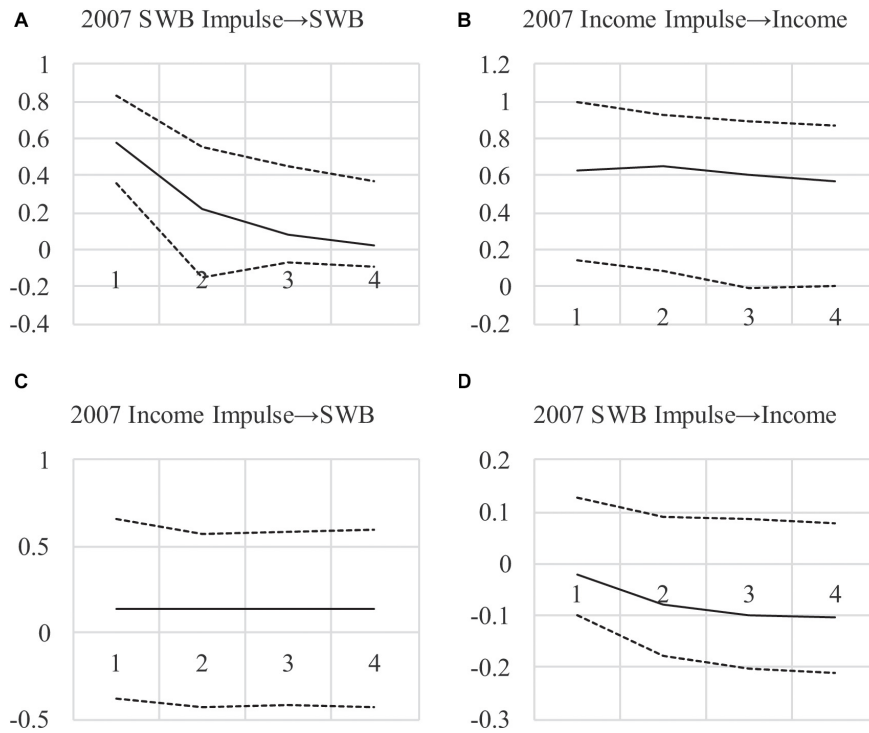 A 2007 SWB Impulse→SWB
1
0.8
0.6
0.4
0.2
0
-0.2
-0.4
1 2 3 4
B 2007 Income Impulse→Income
1.2
1
0.8
0.6
0.4
0.2
0
-0.2
1 2 3 4
C
2007 Income Impulse→SWB
1
0.5
0
-0.5
1 2 3 4
D
2007 SWB Impulse→Income
0.2
0.1
0
-0.1
-0.2
-0.3
1 2 3 4